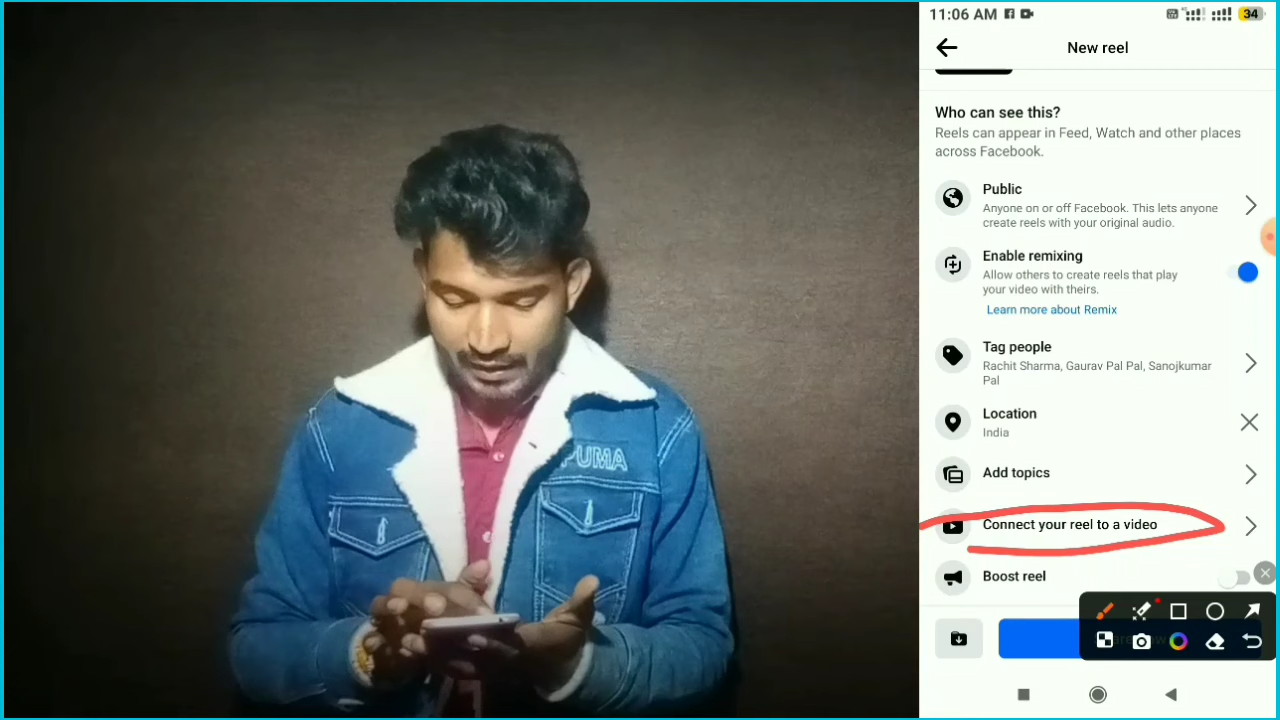 PUMA
11:06 AM
34
New reel
Who can see this?
Reels can appear in Feed, Watch and other places
across Facebook.
Public
Anyone on or off Facebook. This lets anyone
create reels with your original audio.
Enable remixing
Allow others to create reels that play
your video with theirs.
Learn more about Remix
Tag people
Rachit Sharma, Gaurav Pal Pal, Sanojkumar
Pal
Location
India
Add topics
Connect your reel to a video
Boost reel